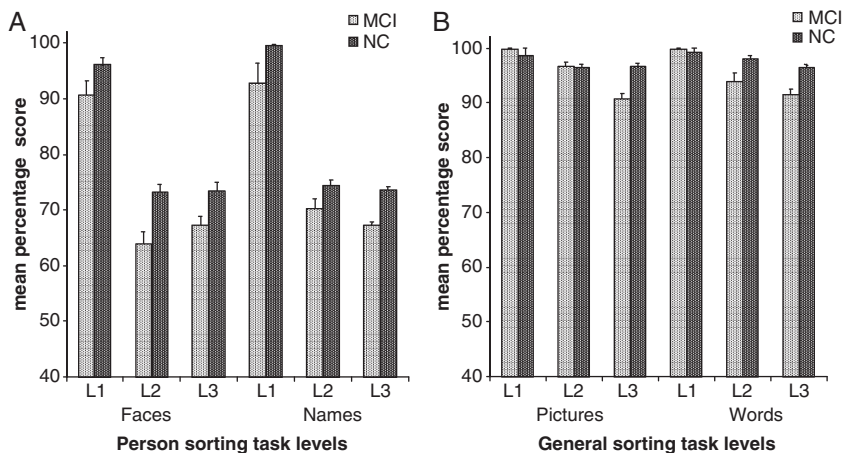 A
MCI
NC
100
90
80
70
60
50
40
mean percentage score
L1 L2 L3 L1 L2 L3
Faces Names
Person sorting task levels
B
MCI
NC
100
90
80
70
60
50
40
mean percentage score
L1 L2 L3 L1 L2 L3
Pictures Words
General sorting task levels